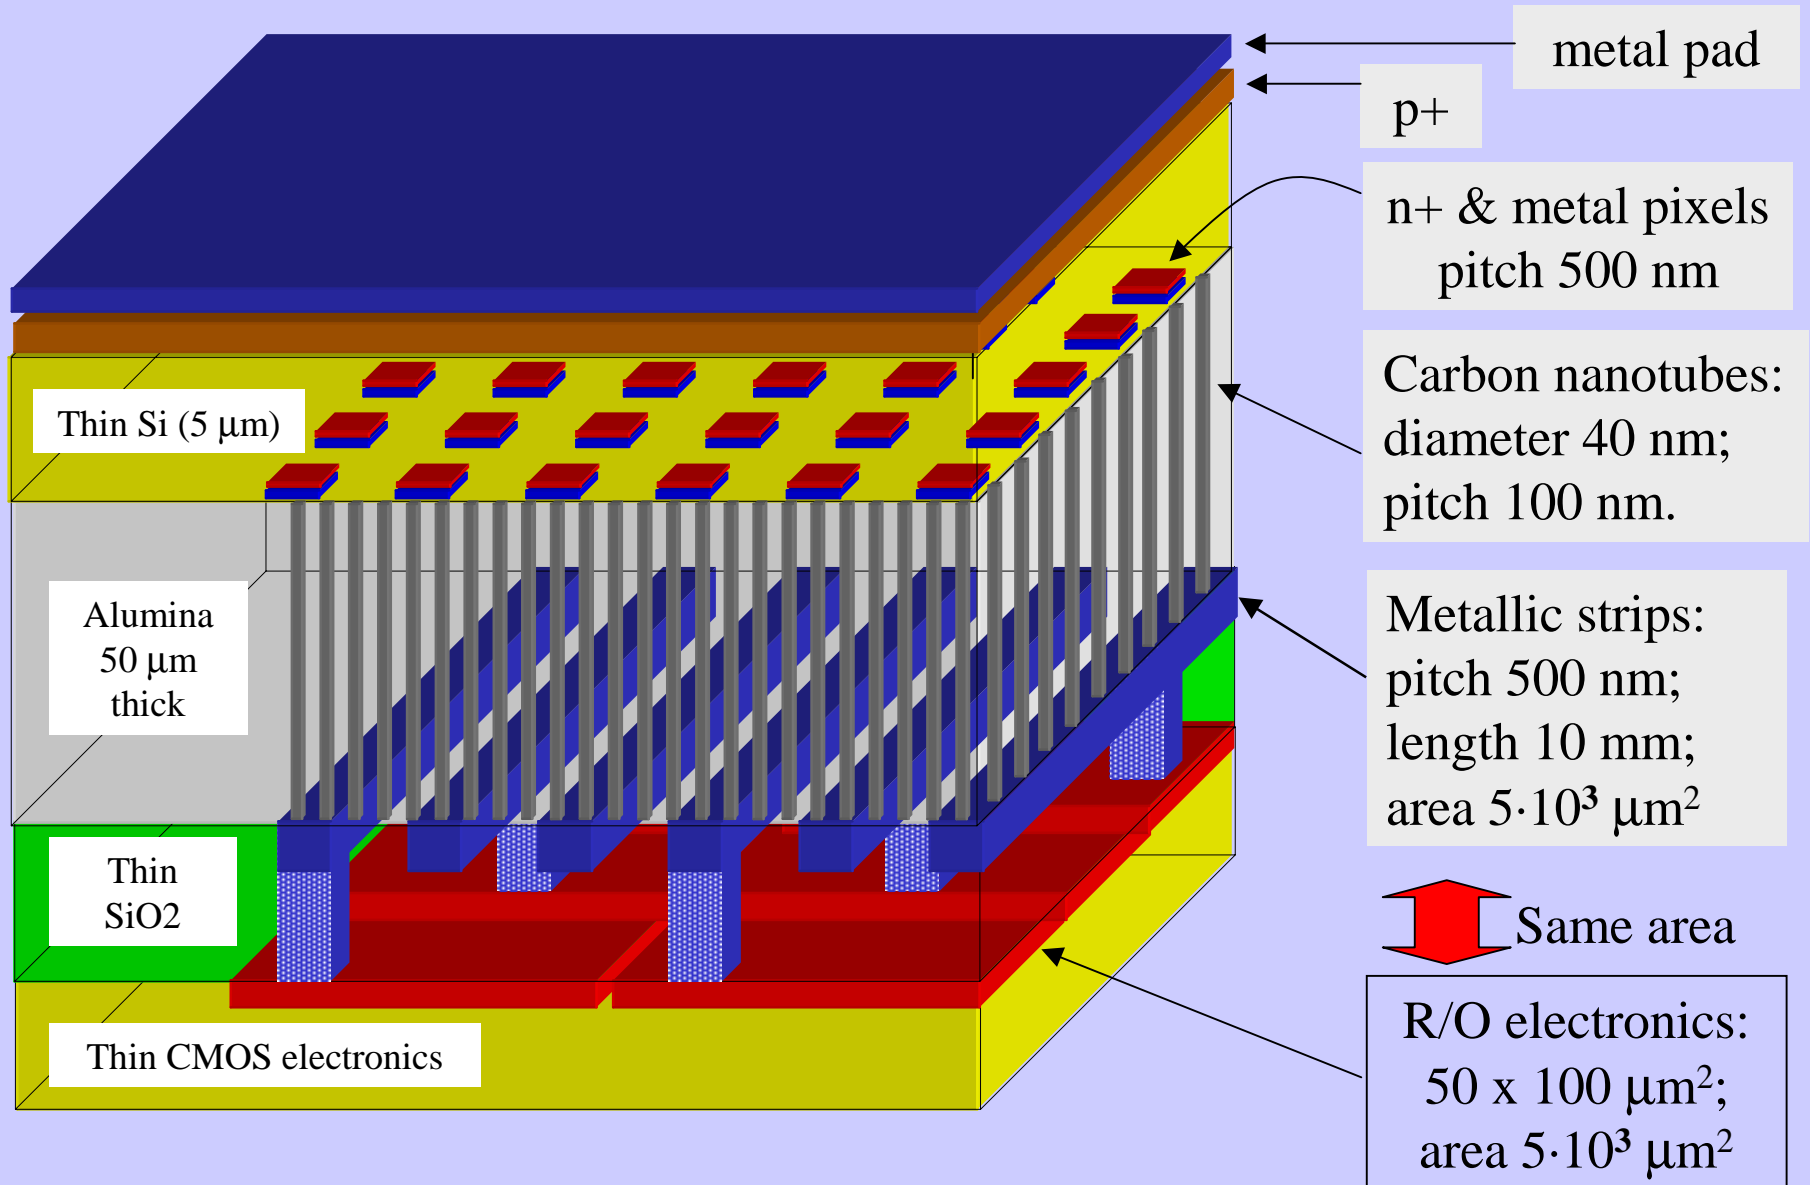 metal pad
p+
n+ & metal pixels
pitch 500 nm
Carbon nanotubes:
diameter 40 nm;
pitch 100 nm.
Thin Si (5 μm)
Alumina
50 μm
thick
Metallic strips:
pitch 500 nm;
length 10 mm;
area 5·10³ μm²
Thin
SiO2
Same area
Thin CMOS electronics
R/O electronics:
50 x 100 μm²;
area 5·10³ μm²